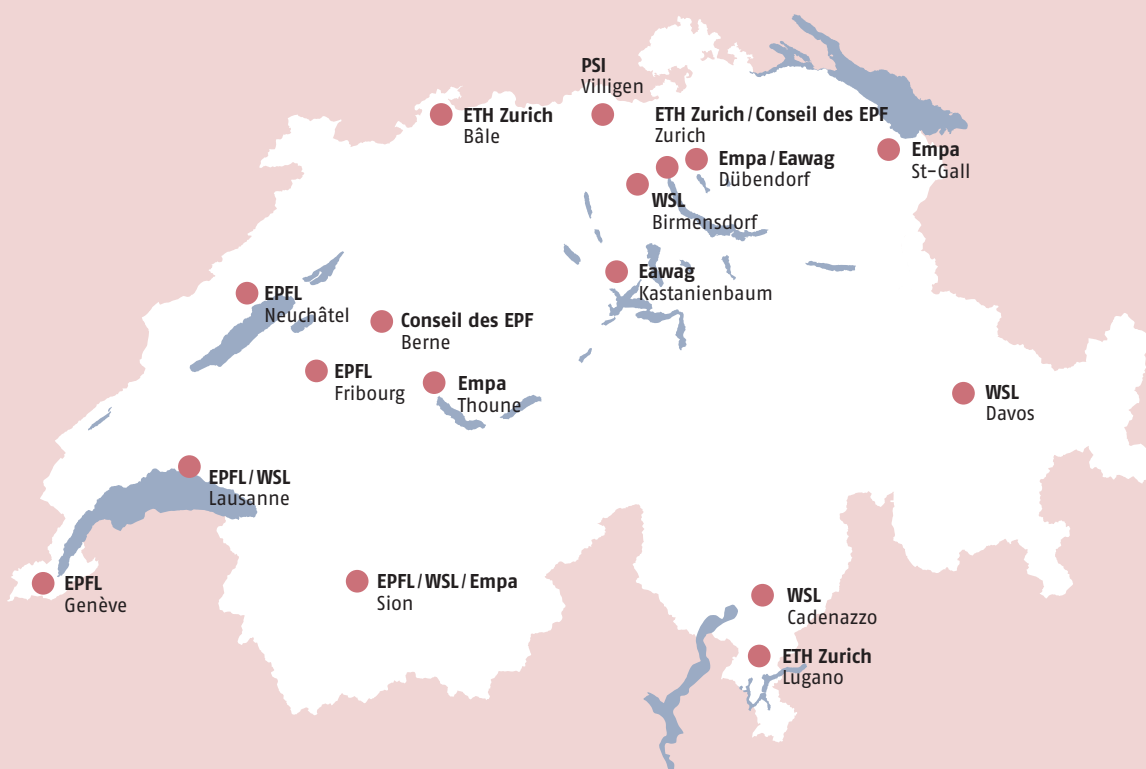 PSI
Villigen
ETH Zurich
Bâle
ETH Zurich / Conseil des EPF
Zurich
Empa / Eawag
Dübendorf
Empa
St-Gall
WSL
Birmensdorf
Eawag
Kastanienbaum
EPFL
Neuchâtel
Conseil des EPF
Berne
EPFL
Fribourg
Empa
Thoune
WSL
Davos
EPFL / WSL
Lausanne
EPFL
Genève
EPFL / WSL / Empa
Sion
WSL
Cadenazzo
ETH Zurich
Lugano